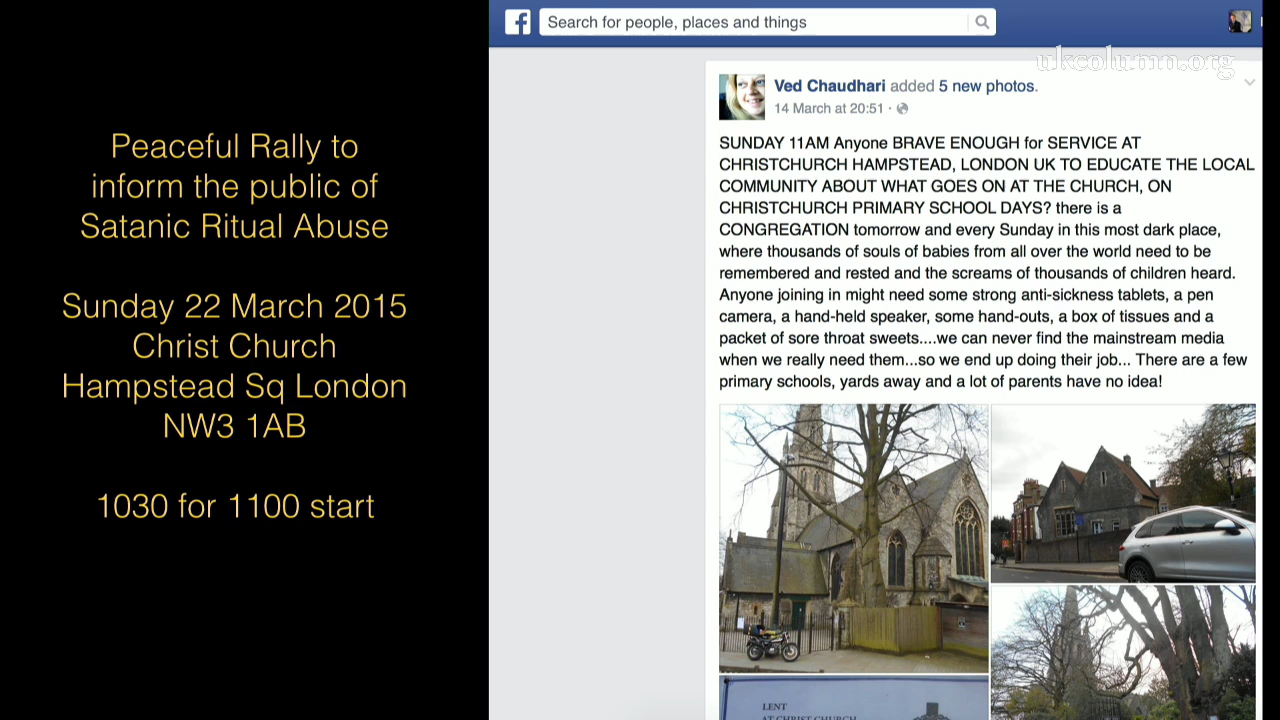 Peaceful Rally to
inform the public of
Satanic Ritual Abuse
Sunday 22 March 2015
Christ Church
Hampstead Sq London
NW3 1AB
1030 for 1100 start
f
Search for people, places and things
ukcolumn.org
Ved Chaudhari added 5 new photos.
14 March at 20:51 ·
SUNDAY 11AM Anyone BRAVE ENOUGH for SERVICE AT
CHRISTCHURCH HAMPSTEAD, LONDON UK TO EDUCATE THE LOCAL
COMMUNITY ABOUT WHAT GOES ON AT THE CHURCH, ON
CHRISTCHURCH PRIMARY SCHOOL DAYS? there is a
CONGREGATION tomorrow and every Sunday in this most dark place,
where thousands of souls of babies from all over the world need to be
remembered and rested and the screams of thousands of children heard.
Anyone joining in might need some strong anti-sickness tablets, a pen
camera, a hand-held speaker, some hand-outs, a box of tissues and a
packet of sore throat sweets....we can never find the mainstream media
when we really need them...so we end up doing their job... There are a few
primary schools, yards away and a lot of parents have no idea!
LENT
AT CHRIST CHURCH